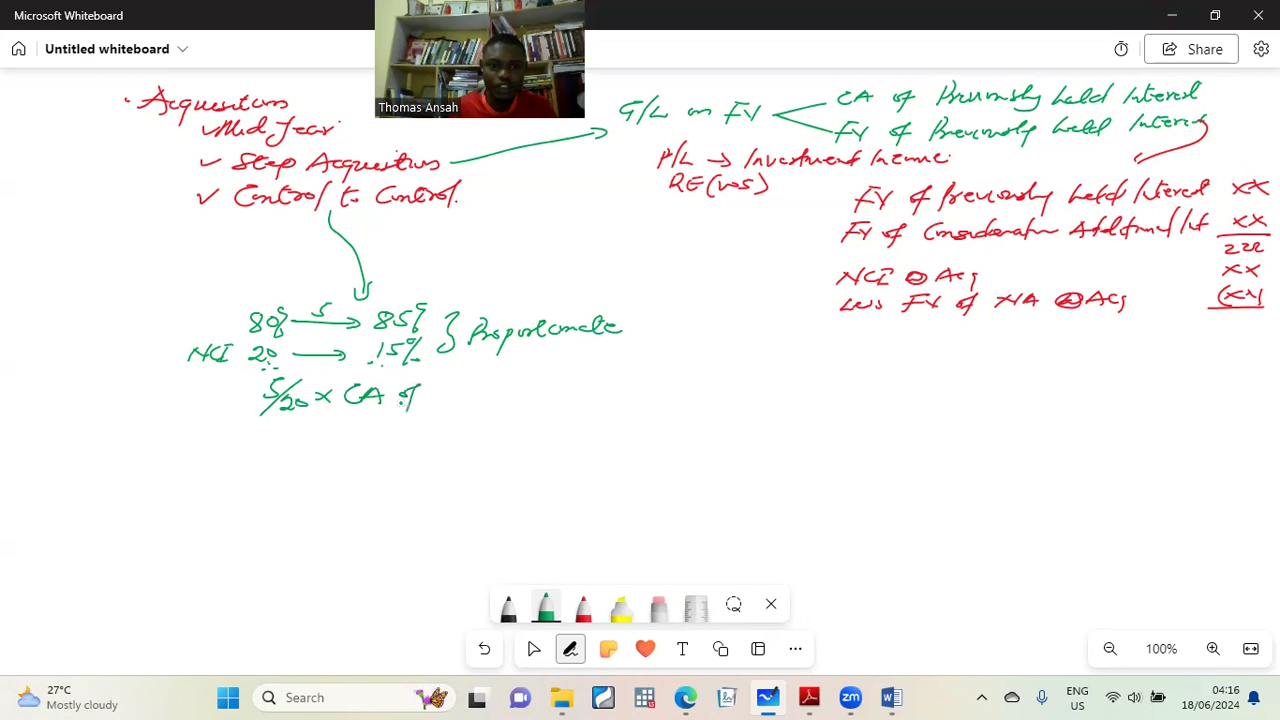 Microsoft Whiteboard
Untitled whiteboard
Share
Thomas Ansah
Acquisitions
✓ Mid Year
✓ Step Acquisition
✓ Control to Control.
G/L on FV
CA of Previously held Interest
FV of Previously held Interest
P/L → Investment Income.
RE (w5)
FV of Previously held Interest XX
FV of Consideration Additional Int XX
222
NCI @ Acq XX
Less FV of NA @ Acq (XX)
80% 5 → 85%
NCI 20 → 15%
} Proportionate
5/20 × CA of
100%
27°C
Mostly cloudy
Search
ENG
US
04:16
18/06/2024